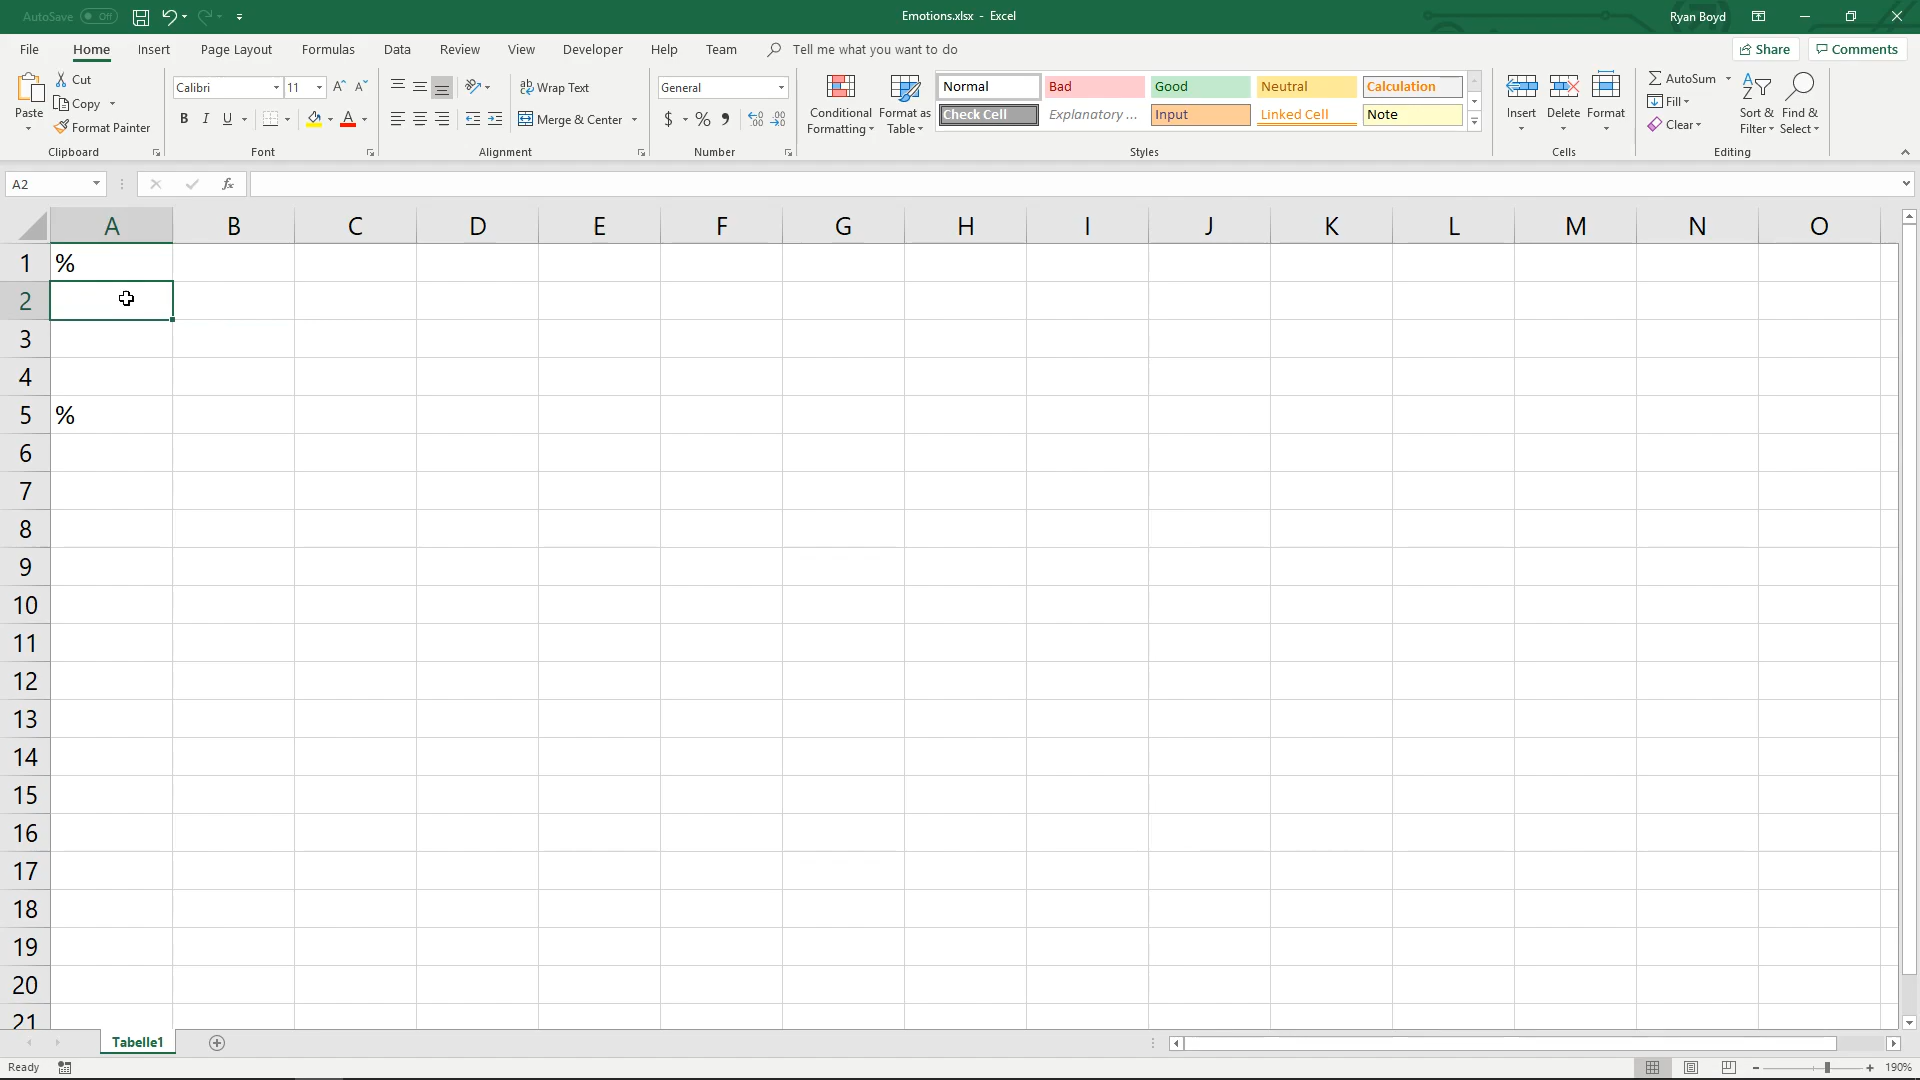 AutoSave Off Emotions.xlsx - Excel Ryan Boyd
File Home Insert Page Layout Formulas Data Review View Developer Help Team Tell me what you want to do Share Comments
Paste
Cut
Copy
Format Painter
Clipboard
Calibri 11
B I U A
Font
Wrap Text
Merge & Center
Alignment
General
$ % ,
Number
Conditional Formatting
Format as Table
Normal Bad Good Neutral Calculation
Check Cell Explanatory ... Input Linked Cell Note
Styles
Insert Delete Format
Cells
AutoSum
Fill
Clear
Sort & Filter
Find & Select
Editing
A2 fx
A B C D E F G H I J K L M N O
1 %
2
3
4
5 %
6
7
8
9
10
11
12
13
14
15
16
17
18
19
20
21
Tabelle1
Ready 190%